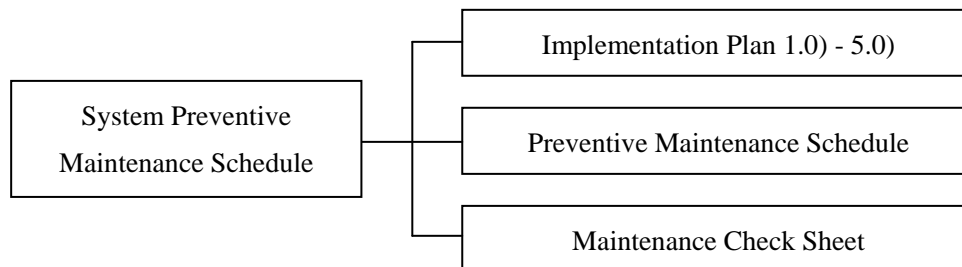 System Preventive
Maintenance Schedule
Implementation Plan 1.0) - 5.0)
Preventive Maintenance Schedule
Maintenance Check Sheet